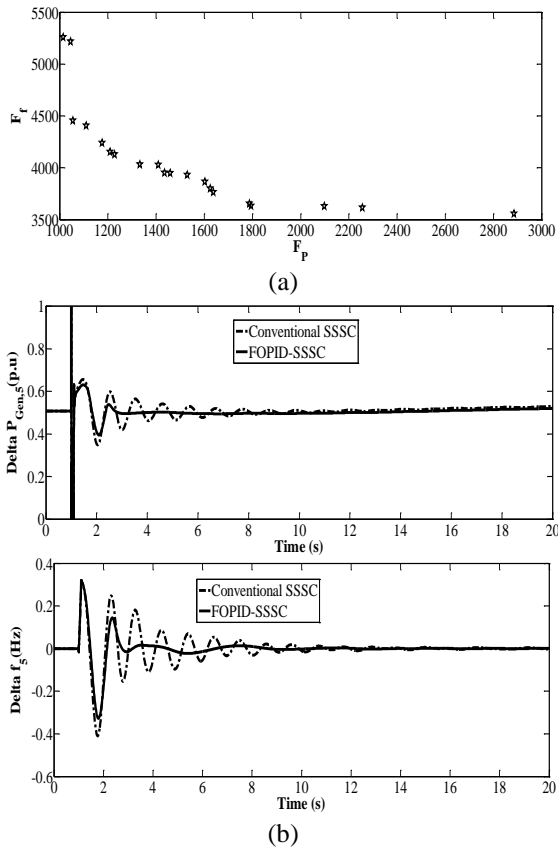 5500
5000
4500
4000
3500
F_f
1000 1200 1400 1600 1800 2000 2200 2400 2600 2800 3000
F_P
(a)
1
0.8
0.6
0.4
0.2
0
Delta P_Gen,5(p.u)
Conventional SSSC
FOPID-SSSC
0 2 4 6 8 10 12 14 16 18 20
Time (s)
0.4
0.2
0
-0.2
-0.4
-0.6
Delta f_5(Hz)
Conventional SSSC
FOPID-SSSC
0 2 4 6 8 10 12 14 16 18 20
Time (s)
(b)